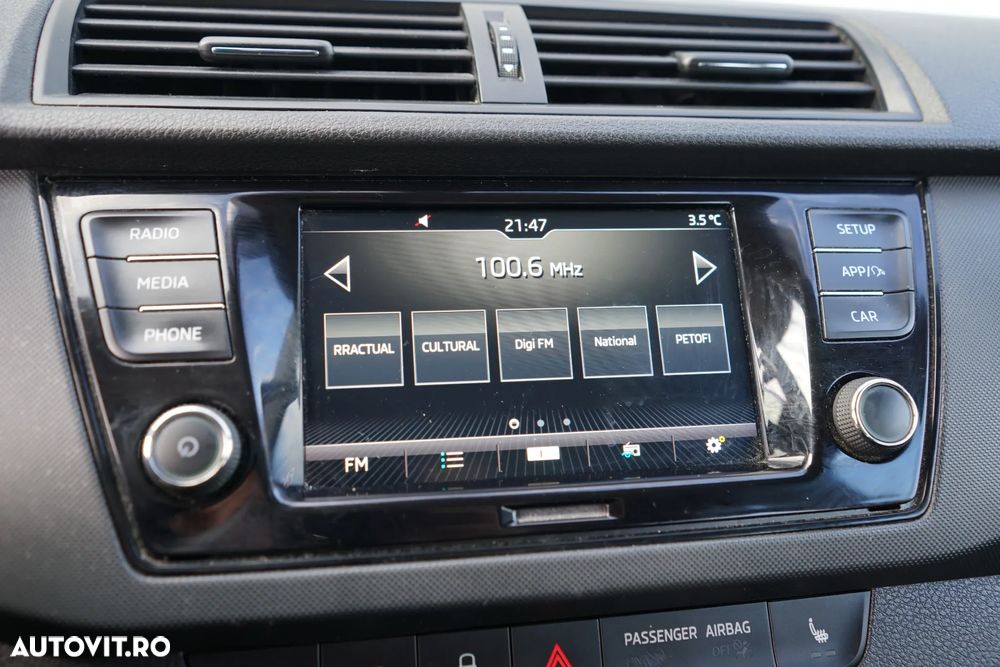 RADIO
MEDIA
PHONE
21:47
3.5°C
100.6 MHz
RRACTUAL
CULTURAL
Digi FM
National
PETOFI
FM
SETUP
APP/
CAR
PASSENGER AIRBAG
OFF
AUTOVIT.RO